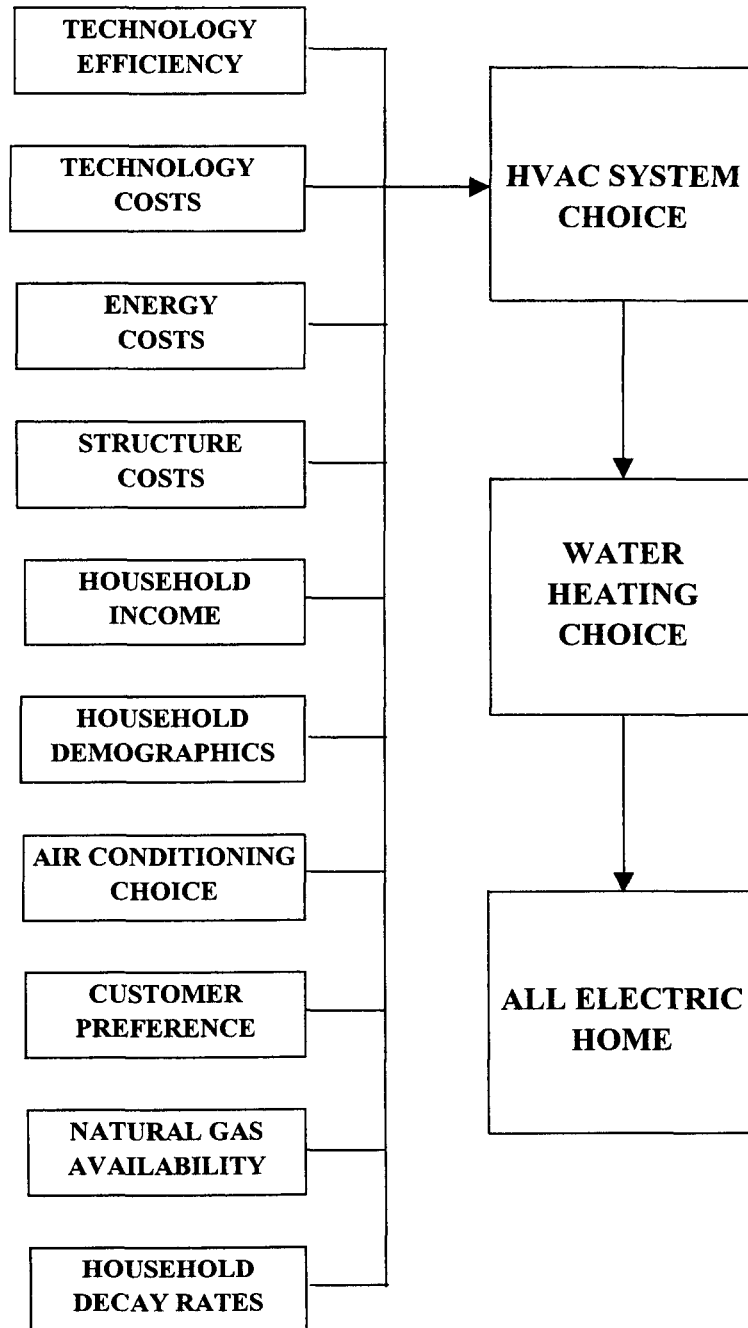 TECHNOLOGY
EFFICIENCY
TECHNOLOGY
COSTS
ENERGY
COSTS
STRUCTURE
COSTS
HOUSEHOLD
INCOME
HOUSEHOLD
DEMOGRAPHICS
AIR CONDITIONING
CHOICE
CUSTOMER
PREFERENCE
NATURAL GAS
AVAILABILITY
HOUSEHOLD
DECAY RATES
HVAC SYSTEM
CHOICE
WATER
HEATING
CHOICE
ALL ELECTRIC
HOME